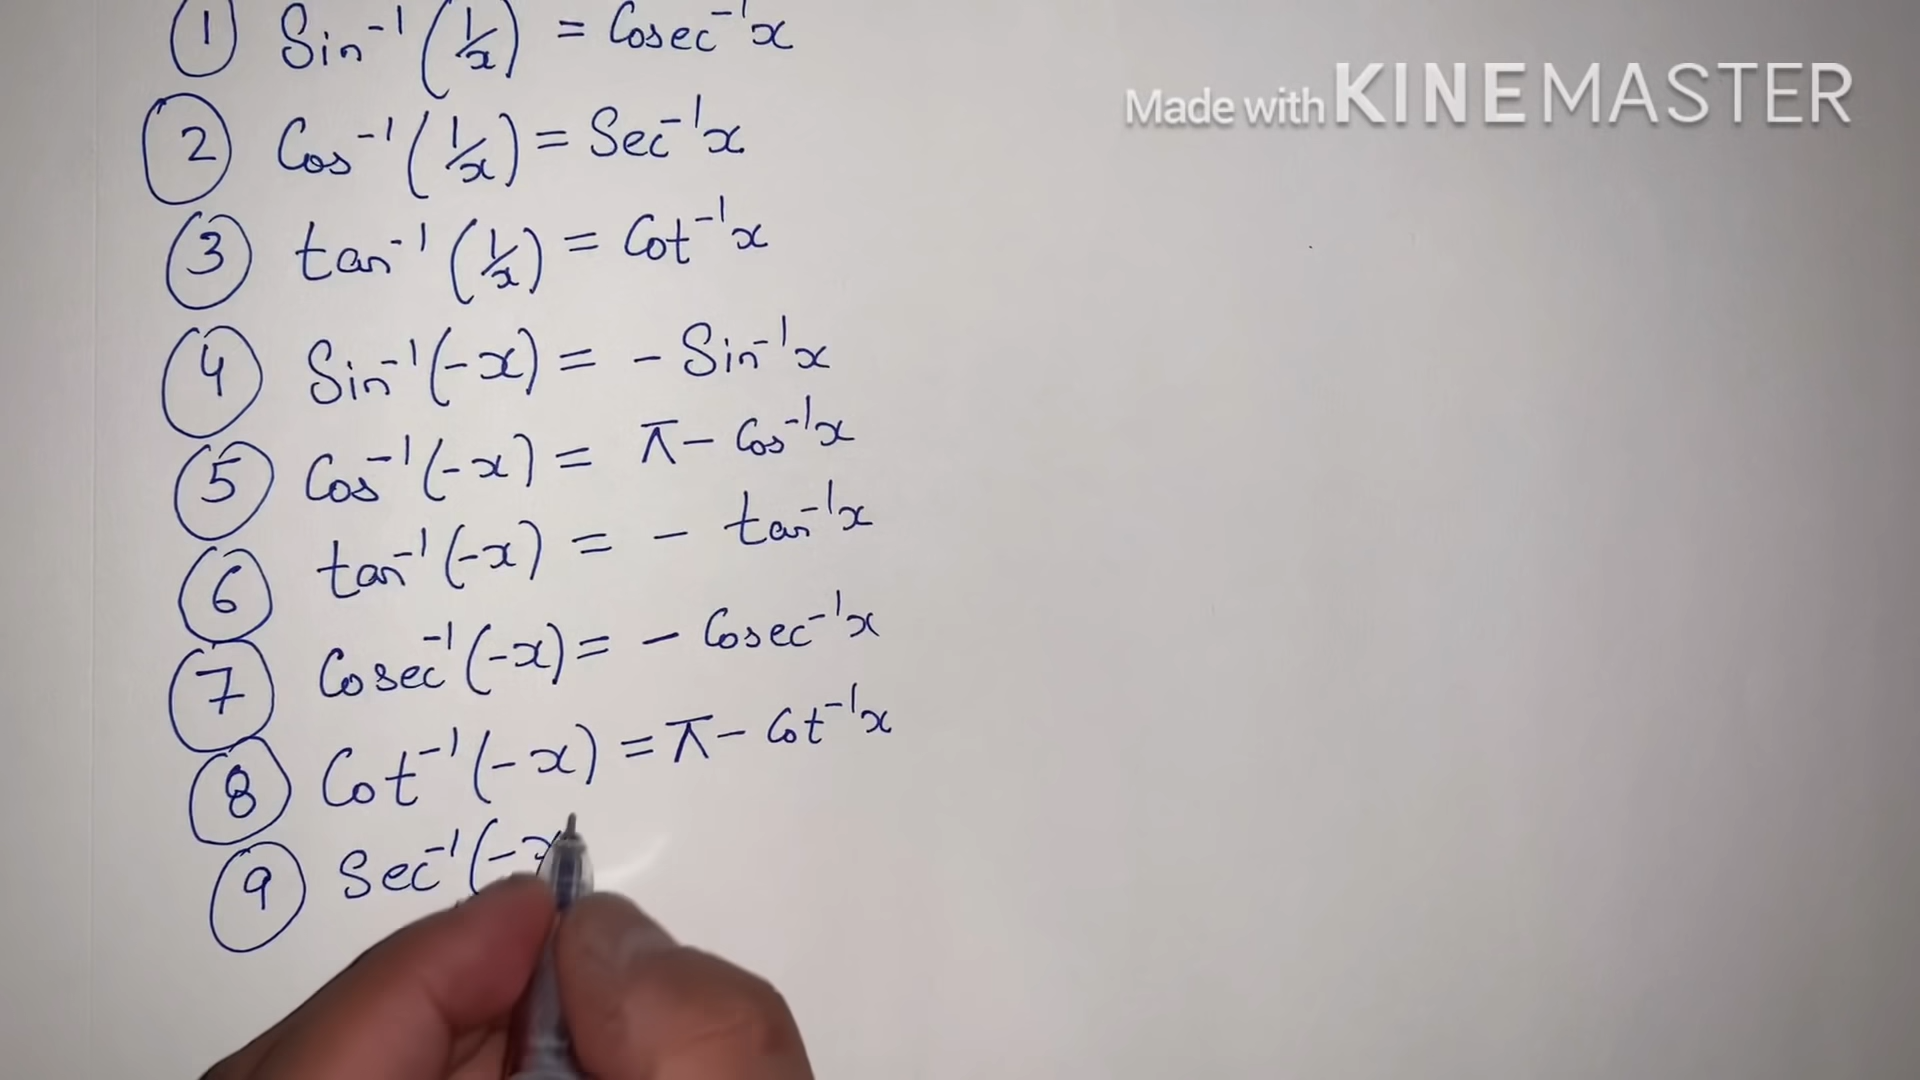 1 Sin⁻¹(1/x) = Cosec⁻¹x
Made with KINEMASTER
2 Cos⁻¹(1/x) = Sec⁻¹x
3 tan⁻¹(1/x) = Cot⁻¹x
4 Sin⁻¹(-x) = - Sin⁻¹x
5 Cos⁻¹(-x) = π - Cos⁻¹x
6 tan⁻¹(-x) = - tan⁻¹x
7 Cosec⁻¹(-x) = - Cosec⁻¹x
8 Cot⁻¹(-x) = π - Cot⁻¹x
9 Sec⁻¹(-x